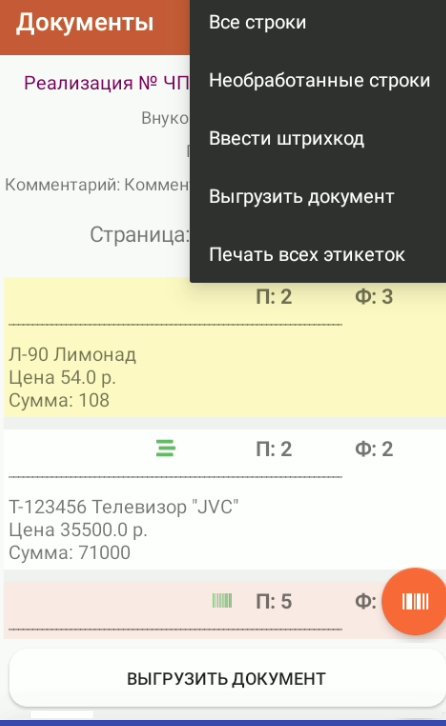 Документы
Все строки
Необработанные строки
Ввести штрихкод
Выгрузить документ
Печать всех этикеток
Реализация № ЧП
Внуко
Комментарий: Коммен
Страница:
П: 2 Ф: 3
Л-90 Лимонад
Цена 54.0 р.
Сумма: 108
П: 2 Ф: 2
Т-123456 Телевизор "JVC"
Цена 35500.0 р.
Сумма: 71000
П: 5 Ф:
ВЫГРУЗИТЬ ДОКУМЕНТ